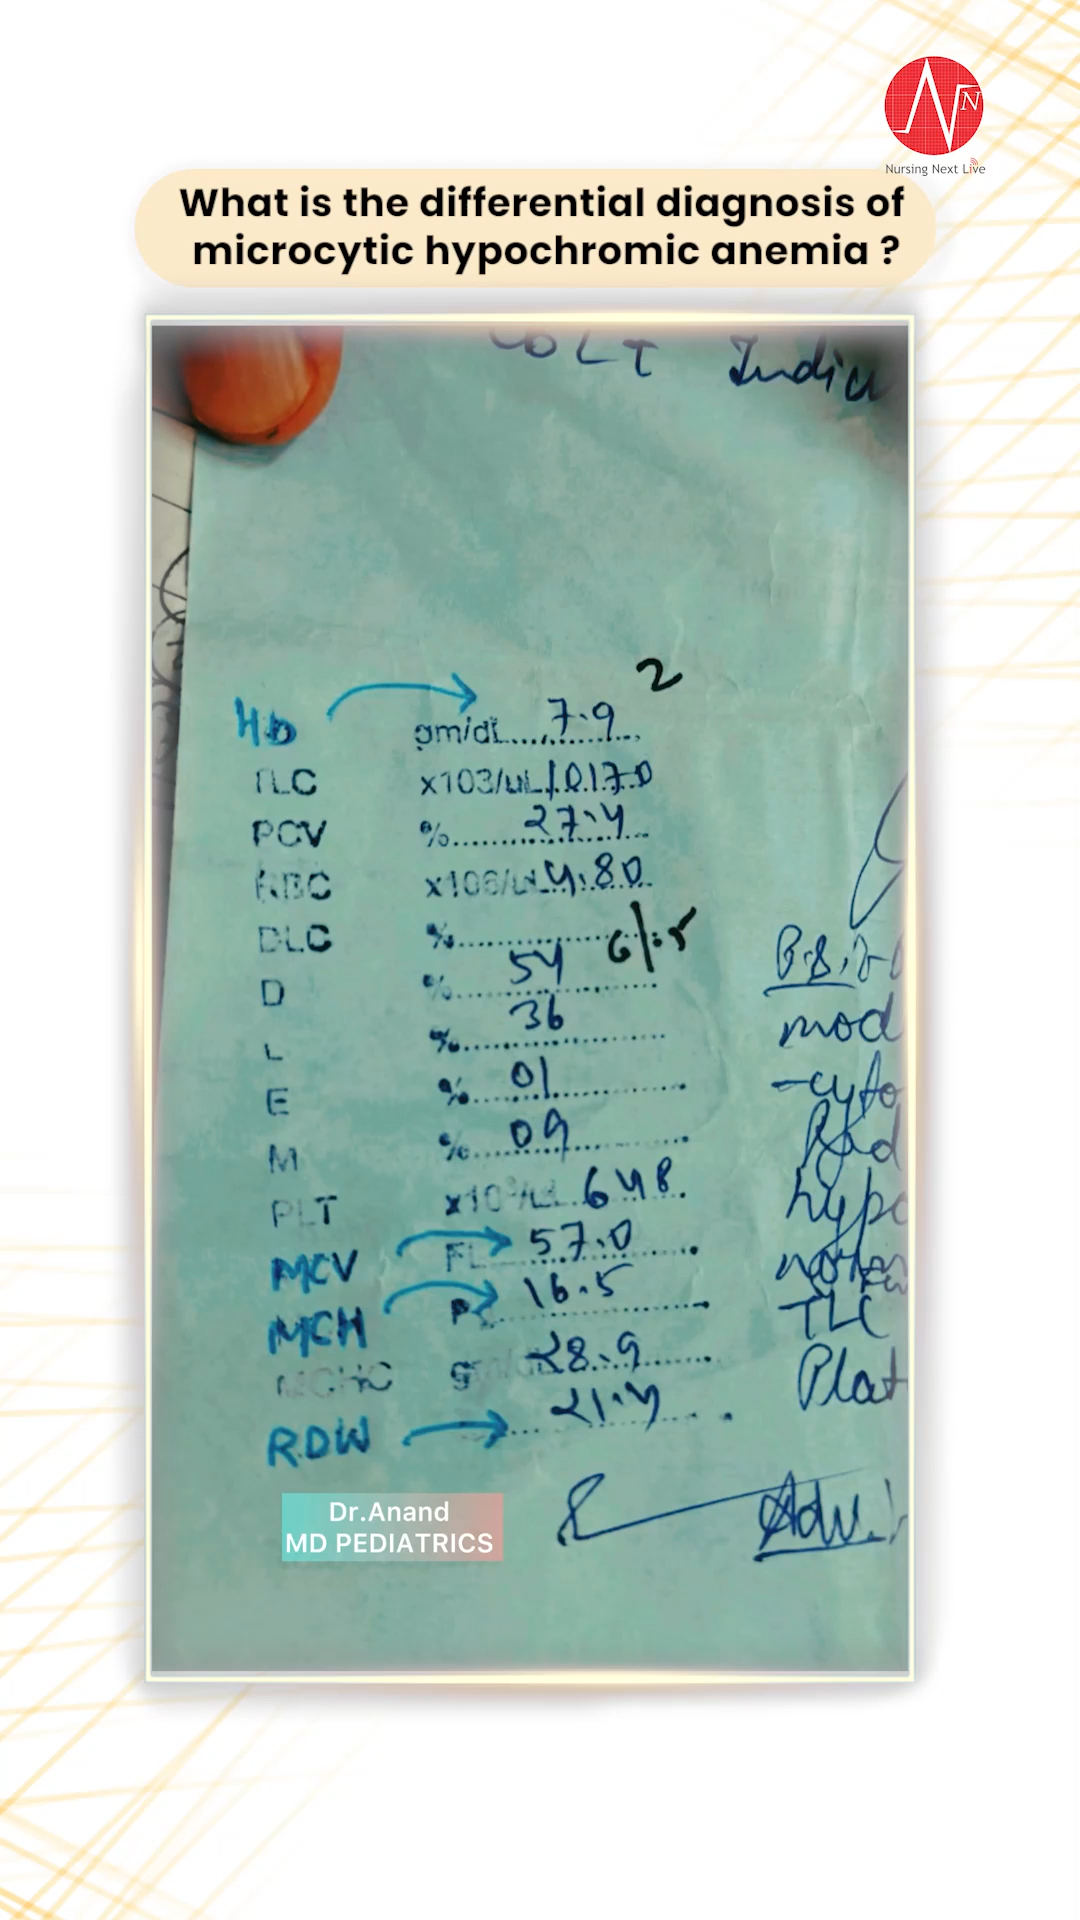 Nursing Next Live
What is the differential diagnosis of
microcytic hypochromic anemia ?
India
2
Hb gm/dl 7.9
TLC x103/uL
PCV % 27.4
RBC x106/uL 4.80
DLC %
% 54
L % 36
E % 01
M % 09
PLT 648
MCV FL 57.0
MCH 16.5
MCHC 28.9
RDW 21.4
mod
-cyto
hypo
TLC
Plat
Dr.Anand
MD PEDIATRICS